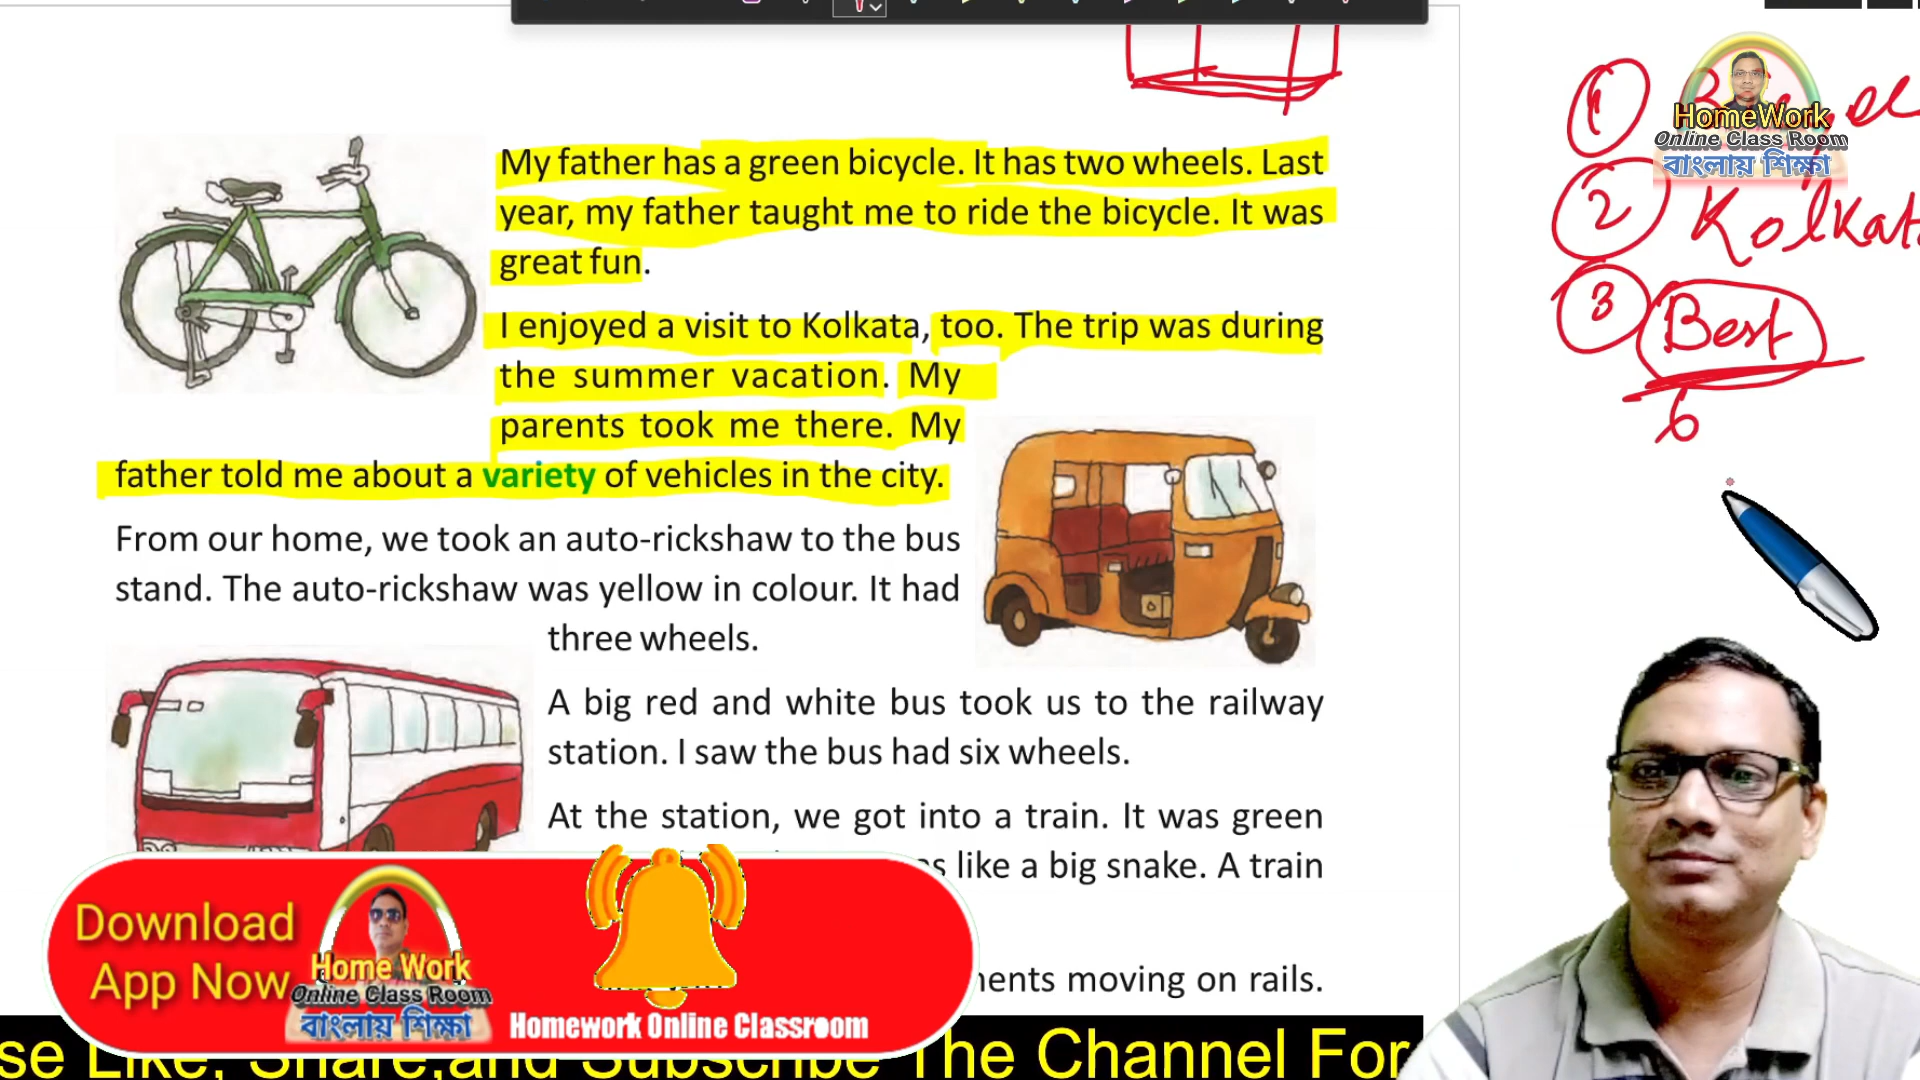 My father has a green bicycle. It has two wheels. Last
year, my father taught me to ride the bicycle. It was
great fun.
I enjoyed a visit to Kolkata, too. The trip was during
the summer vacation. My
parents took me there. My
father told me about a variety of vehicles in the city.
From our home, we took an auto-rickshaw to the bus
stand. The auto-rickshaw was yellow in colour. It had
three wheels.
A big red and white bus took us to the railway
station. I saw the bus had six wheels.
At the station, we got into a train. It was green
like a big snake. A train
moving on rails.
1
2 Kolkata
3 Best
6
HomeWork
Online Class Room
বাংলায় শিক্ষা
Download
App Now
Home Work
Online Class Room
বাংলায় শিক্ষা
Homework Online Classroom
Like, Share,and Subscribe The Channel For